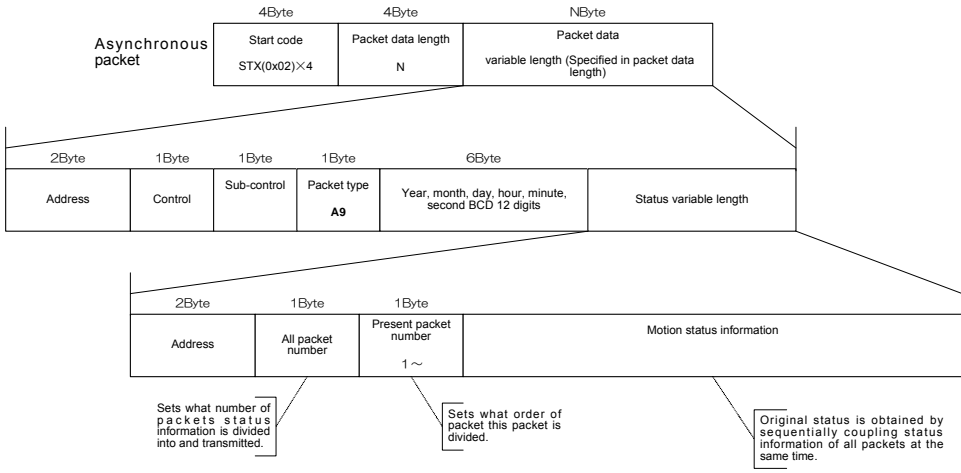 4Byte 4Byte NByte
Asynchronous
packet
Start code
STX(0x02)×4
Packet data length
N
Packet data
variable length (Specified in packet data
length)
2Byte 1Byte 1Byte 1Byte 6Byte
Address
Control
Sub-control
Packet type
A9
Year, month, day, hour, minute,
second BCD 12 digits
Status variable length
2Byte 1Byte 1Byte
Address
All packet
number
Present packet
number
1～
Motion status information
Sets what number of
packets status
information is divided
into and transmitted.
Sets what order of
packet this packet is
divided.
Original status is obtained by
sequentially coupling status
information of all packets at the
same time.